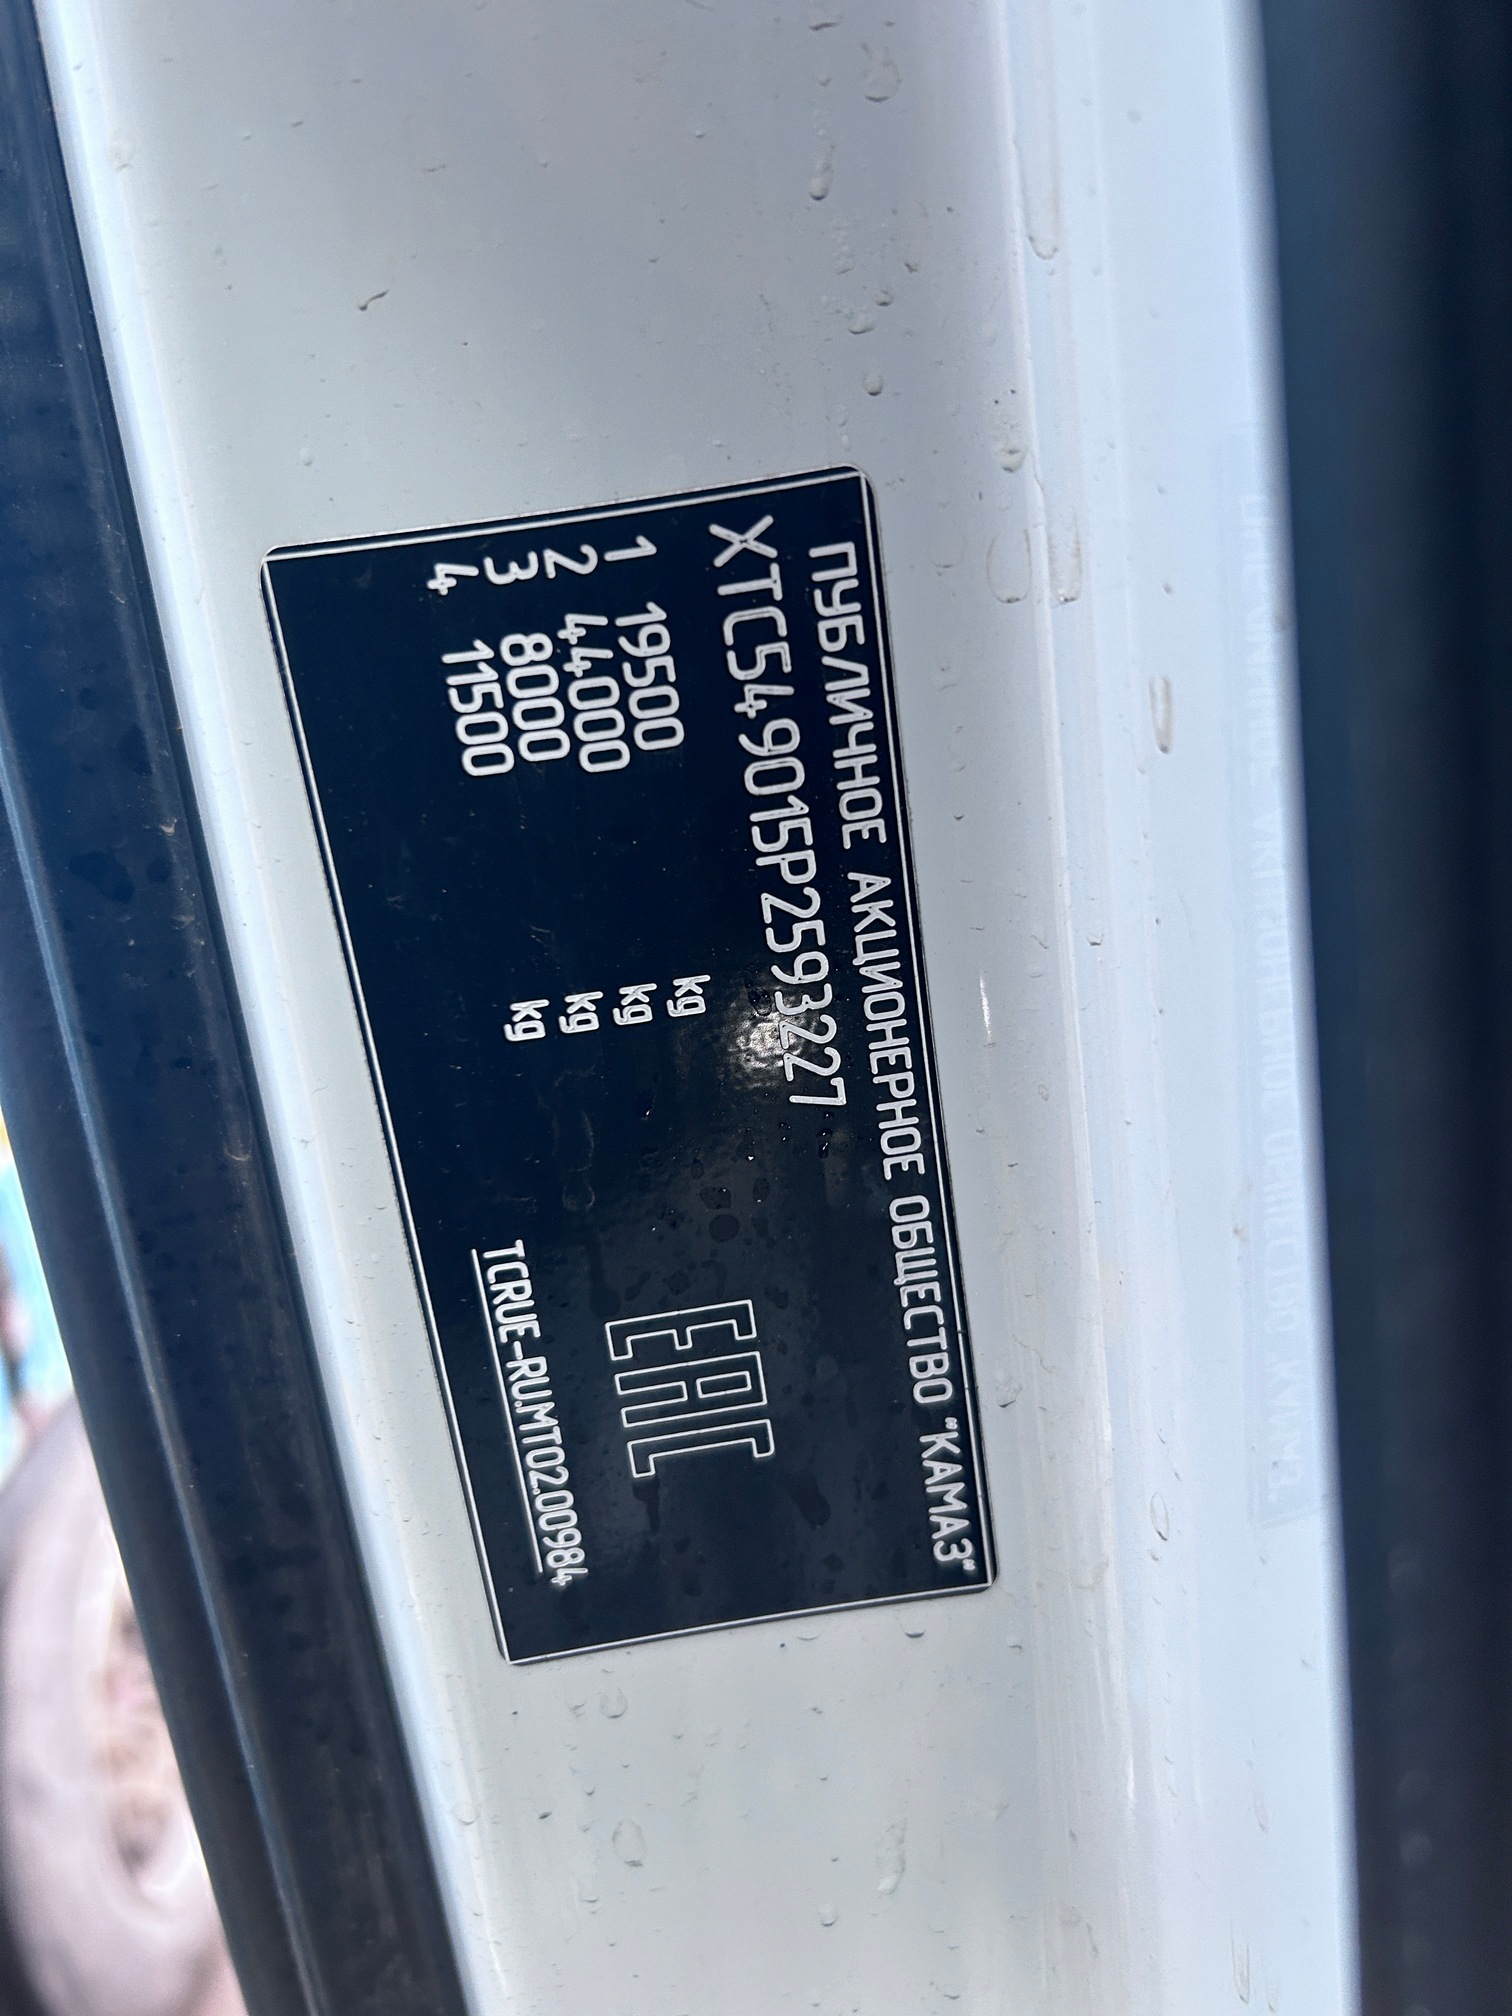 ПУБЛИЧНОЕ АКЦИОНЕРНОЕ ОБЩЕСТВО "КАМАЗ"
XTC549015P2593227
1 19500 kg
2 44000 kg
3 8000 kg
4 11500 kg
EAC
TCRUE-RU.MT02.00984